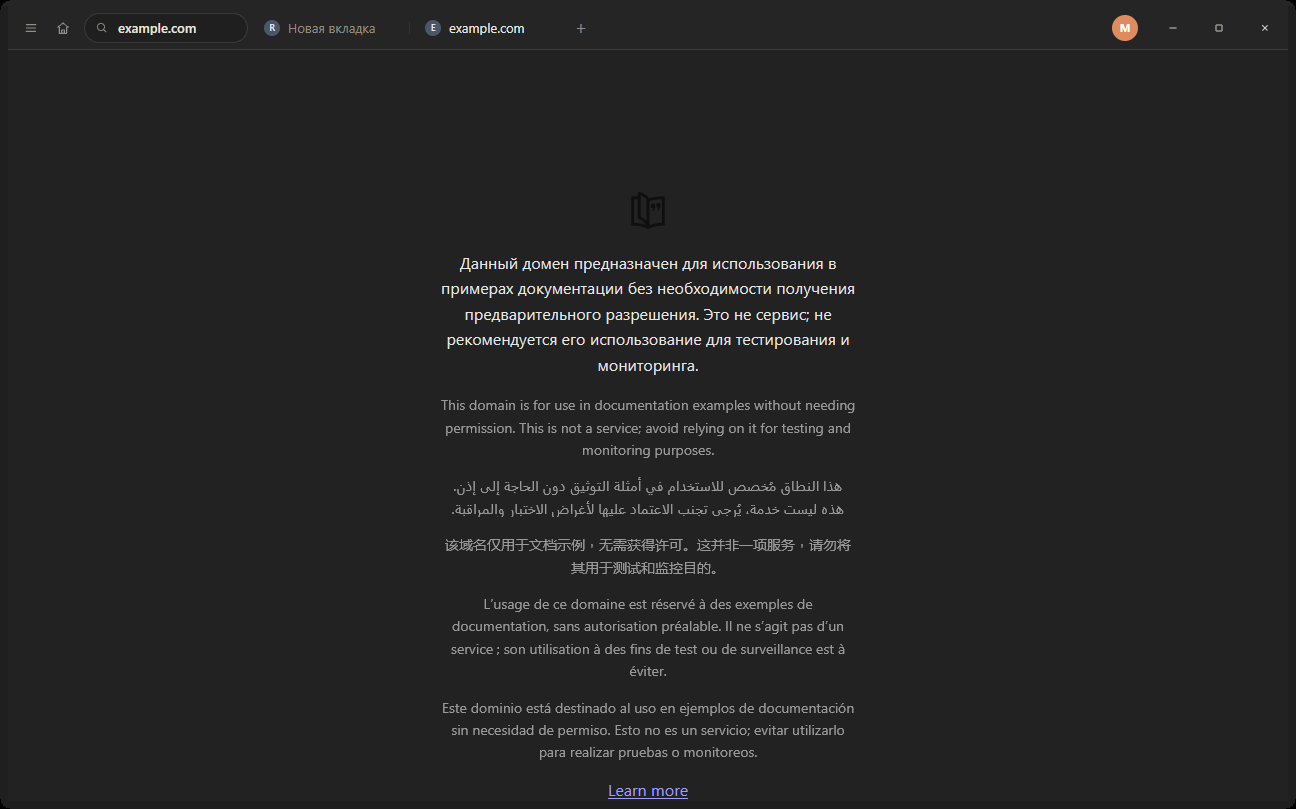 example.com
R Новая вкладка
E example.com
M
Данный домен предназначен для использования в
примерах документации без необходимости получения
предварительного разрешения. Это не сервис; не
рекомендуется его использование для тестирования и
мониторинга.
This domain is for use in documentation examples without needing
permission. This is not a service; avoid relying on it for testing and
monitoring purposes.
هذا النطاق مُخصص للاستخدام في أمثلة التوثيق دون الحاجة إلى إذن.
هذه ليست خدمة، يُرجى تجنب الاعتماد عليها لأغراض الاختبار والمراقبة.
该域名仅用于文档示例，无需获得许可。这并非一项服务，请勿将
其用于测试和监控目的。
L’usage de ce domaine est réservé à des exemples de
documentation, sans autorisation préalable. Il ne s’agit pas d’un
service ; son utilisation à des fins de test ou de surveillance est à
éviter.
Este dominio está destinado al uso en ejemplos de documentación
sin necesidad de permiso. Esto no es un servicio; evitar utilizarlo
para realizar pruebas o monitoreos.
Learn more